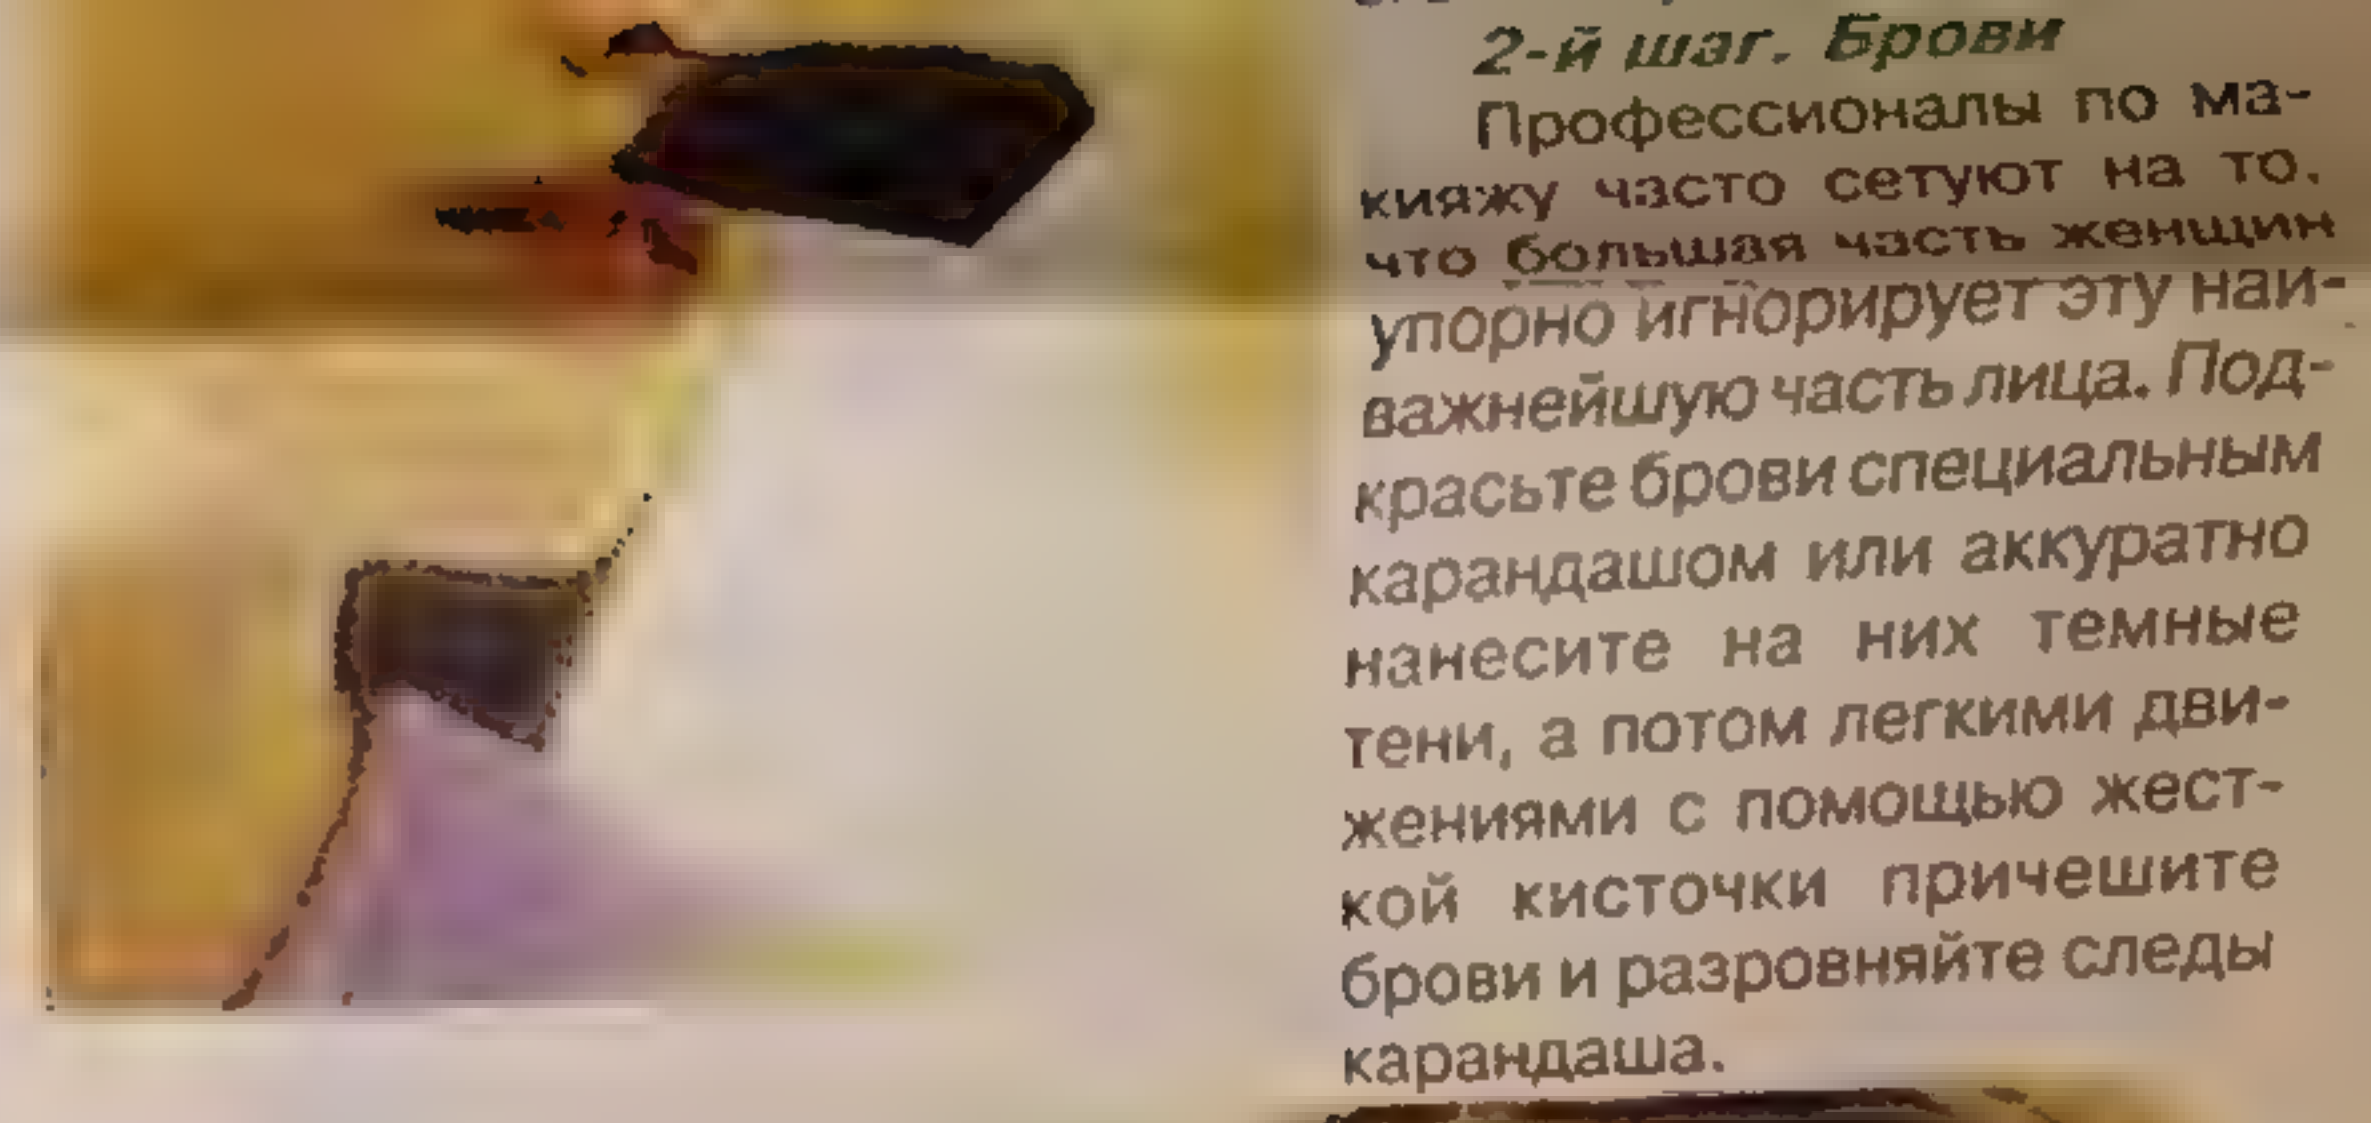 2-й шаг. Брови
Профессионалы по ма-
кияжу часто сетуют на то,
что большая часть женщин
упорно игнорирует эту наи-
важнейшую часть лица. Под-
красьте брови специальным
карандашом или аккуратно
нанесите на них темные
тени, а потом легкими дви-
жениями с помощью жест-
кой кисточки причешите
брови и разровняйте следы
карандаша.